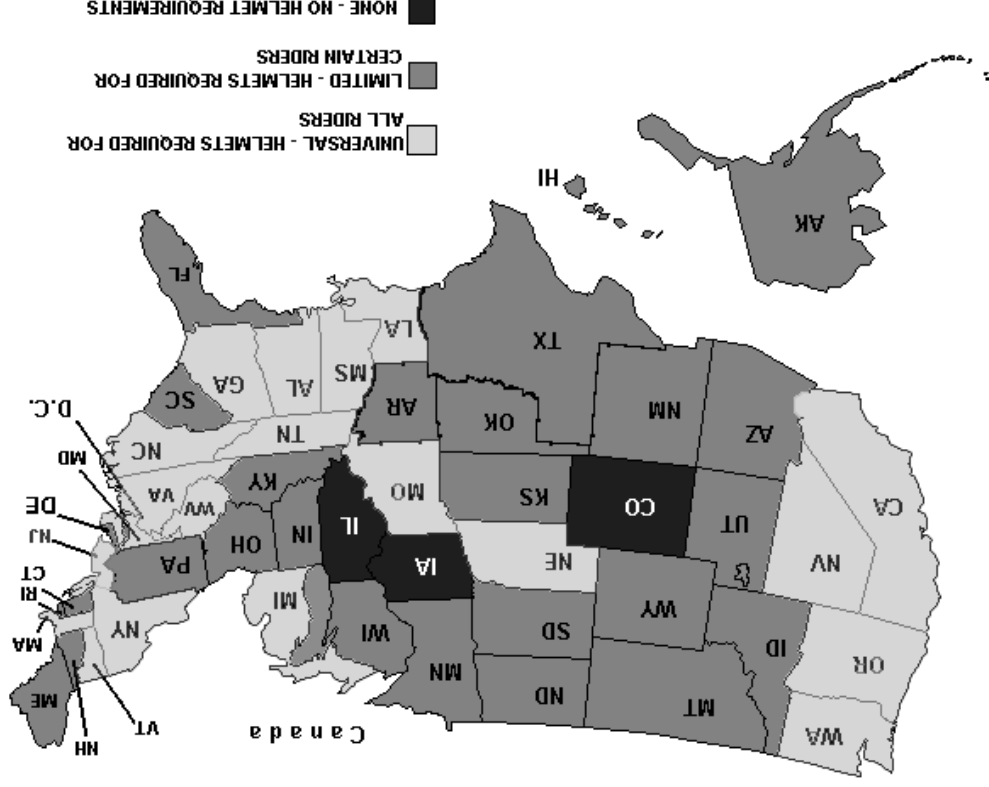 WA
Canada
NH
VT
MT
ND
ME
MN
OR
ID
SD
WI
NY
MA
WY
MI
RI
CT
NV
NE
IA
PA
OH
NJ
UT
IL
IN
CA
CO
WV
DE
KS
MO
VA
KY
MD
NC
AZ
TN
OK
NM
AR
D.C.
SC
AL
GA
MS
TX
LA
FL
AK
HI
UNIVERSAL - HELMETS REQUIRED FOR
ALL RIDERS
LIMITED - HELMETS REQUIRED FOR
CERTAIN RIDERS
NONE - NO HELMET REQUIREMENTS